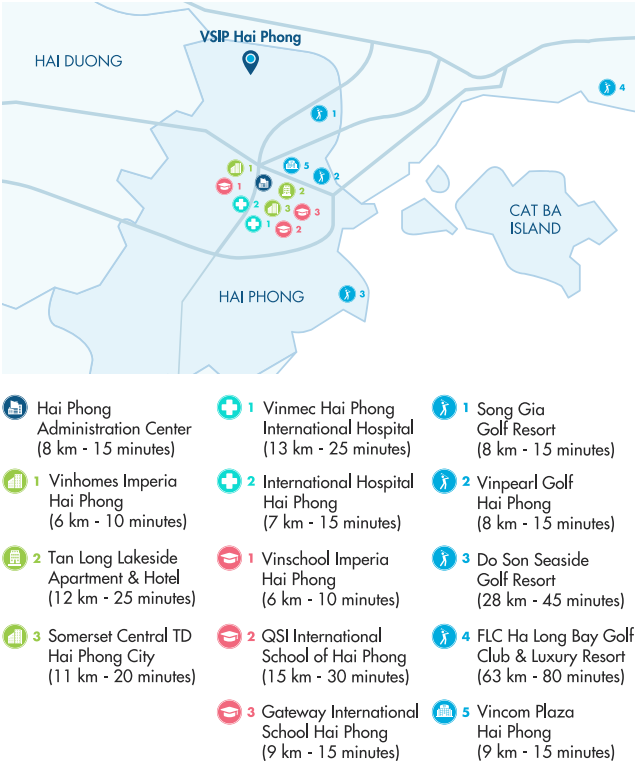 VSIP Hai Phong
HAI DUONG
4
1
5
1
2
1
2
2
3
3
1
2
CAT BA
ISLAND
HAI PHONG
3
Hai Phong
Administration Center
(8 km - 15 minutes)
1 Vinhomes Imperia
Hai Phong
(6 km - 10 minutes)
2 Tan Long Lakeside
Apartment & Hotel
(12 km - 25 minutes)
3 Somerset Central TD
Hai Phong City
(11 km - 20 minutes)
1 Vinmec Hai Phong
International Hospital
(13 km - 25 minutes)
2 International Hospital
Hai Phong
(7 km - 15 minutes)
1 Vinschool Imperia
Hai Phong
(6 km - 10 minutes)
2 QSI International
School of Hai Phong
(15 km - 30 minutes)
3 Gateway International
School Hai Phong
(9 km - 15 minutes)
1 Song Gia
Golf Resort
(8 km - 15 minutes)
2 Vinpearl Golf
Hai Phong
(8 km - 15 minutes)
3 Do Son Seaside
Golf Resort
(28 km - 45 minutes)
4 FLC Ha Long Bay Golf
Club & Luxury Resort
(63 km - 80 minutes)
5 Vincom Plaza
Hai Phong
(9 km - 15 minutes)